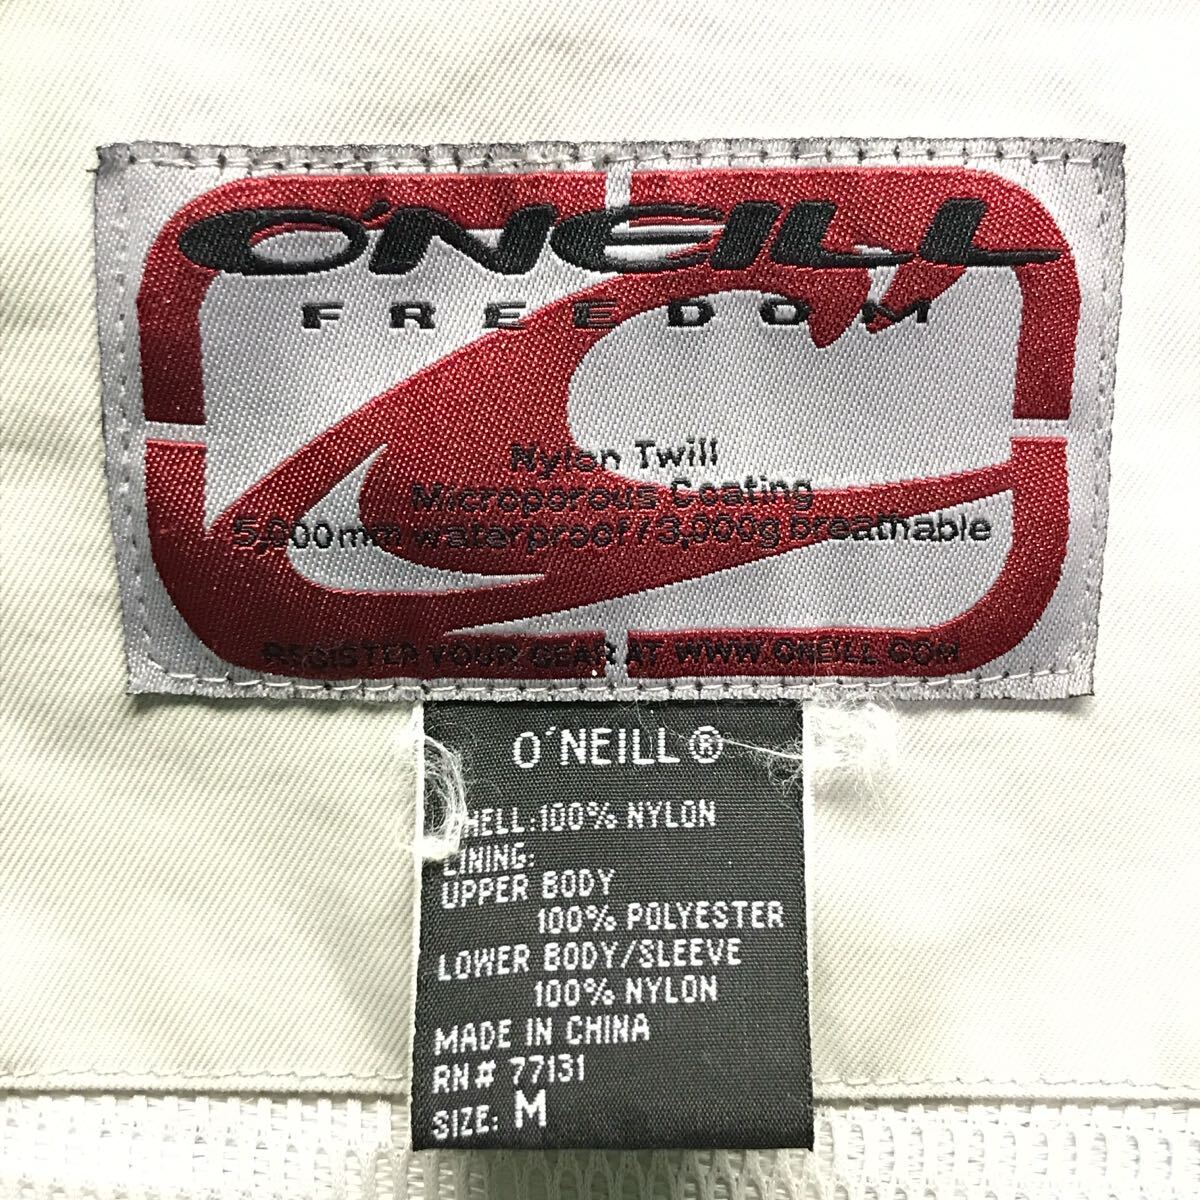 O'NEILL
FREEDOM
Nylon Twill
Microporous Coating
5,000mm waterproof / 3,000g breathable
REGISTER YOUR GEAR AT WWW.ONEILL.COM
O´NEILL®
SHELL:100% NYLON
LINING:
UPPER BODY
100% POLYESTER
LOWER BODY/SLEEVE
100% NYLON
MADE IN CHINA
RN# 77131
SIZE: M